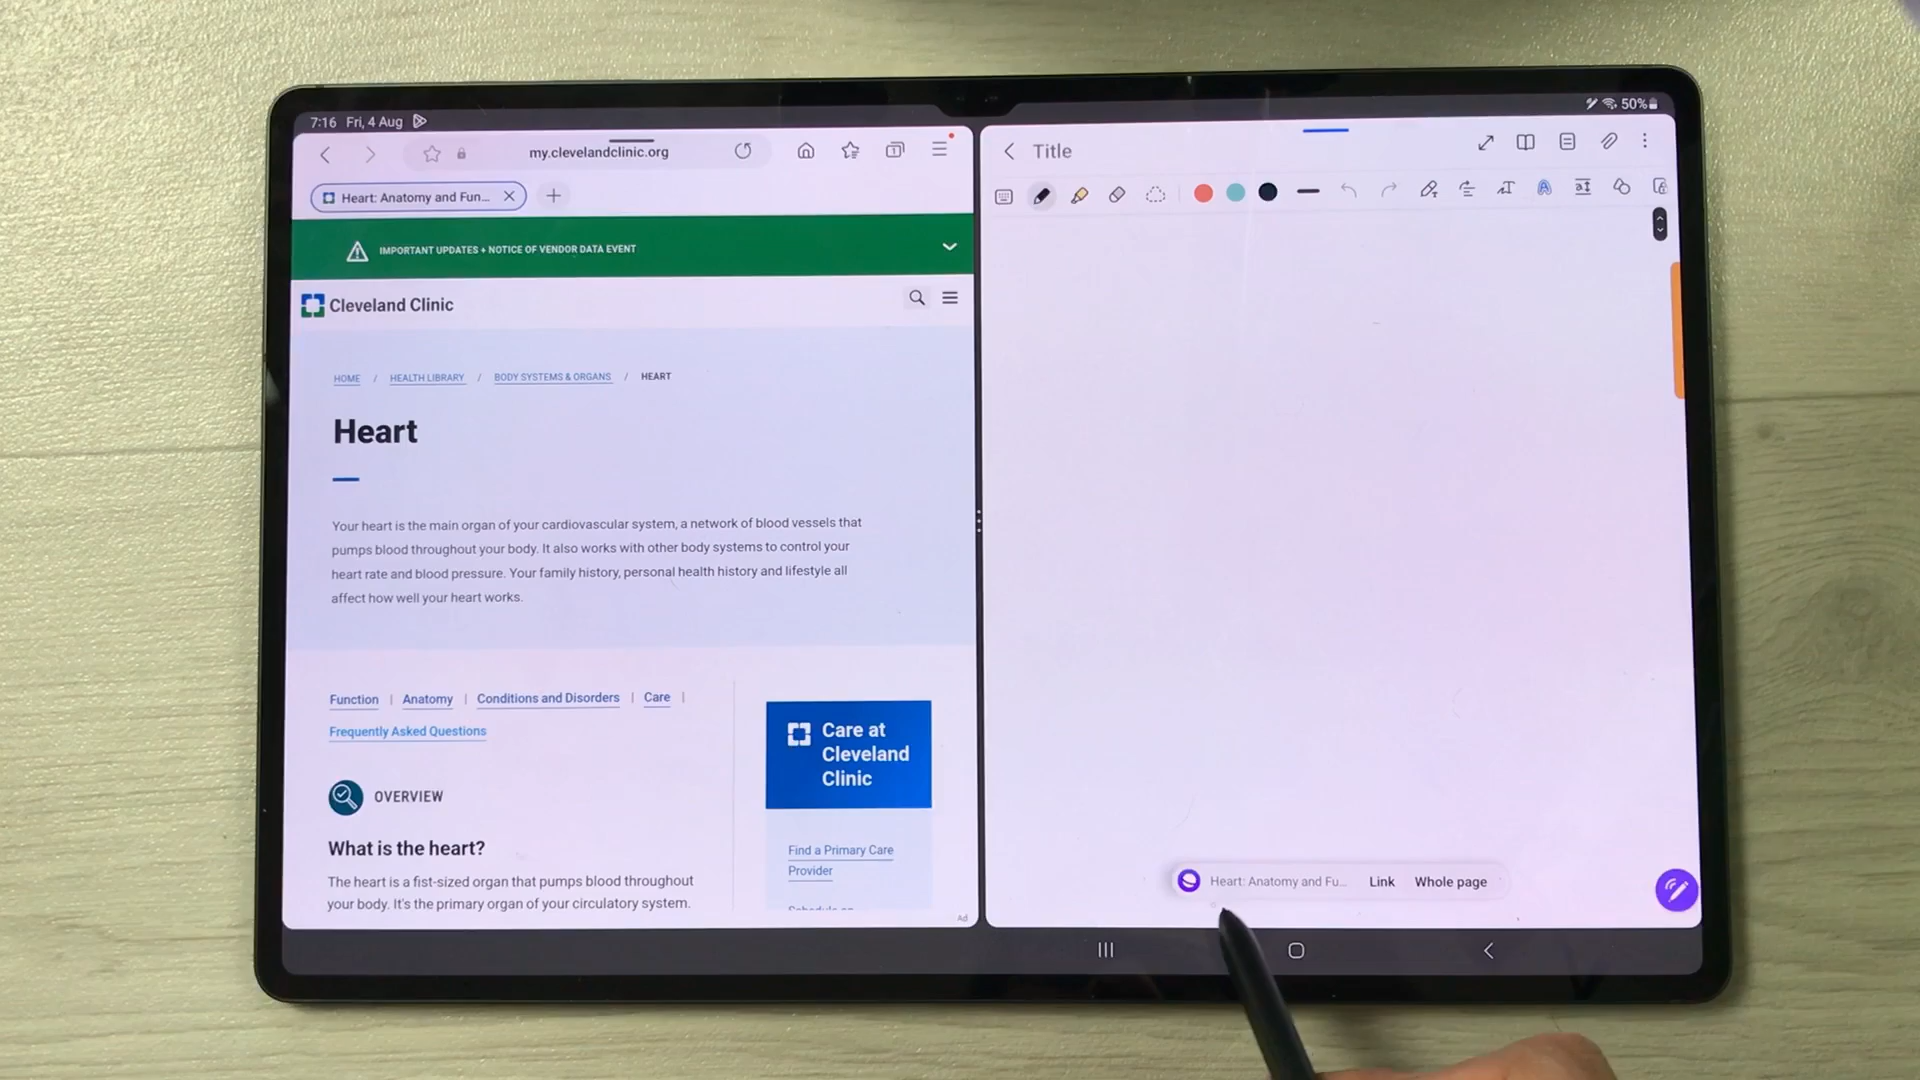 7:16 Fri, 4 Aug
50%
my.clevelandclinic.org
1
Heart: Anatomy and Fun...
IMPORTANT UPDATES + NOTICE OF VENDOR DATA EVENT
Cleveland Clinic
HOME / HEALTH LIBRARY / BODY SYSTEMS & ORGANS / HEART
Heart
Your heart is the main organ of your cardiovascular system, a network of blood vessels that
pumps blood throughout your body. It also works with other body systems to control your
heart rate and blood pressure. Your family history, personal health history and lifestyle all
affect how well your heart works.
Function | Anatomy | Conditions and Disorders | Care |
Frequently Asked Questions
OVERVIEW
What is the heart?
The heart is a fist-sized organ that pumps blood throughout
your body. It's the primary organ of your circulatory system.
Care at
Cleveland
Clinic
Find a Primary Care
Provider
Ad
Title
Heart: Anatomy and Fu... Link Whole page